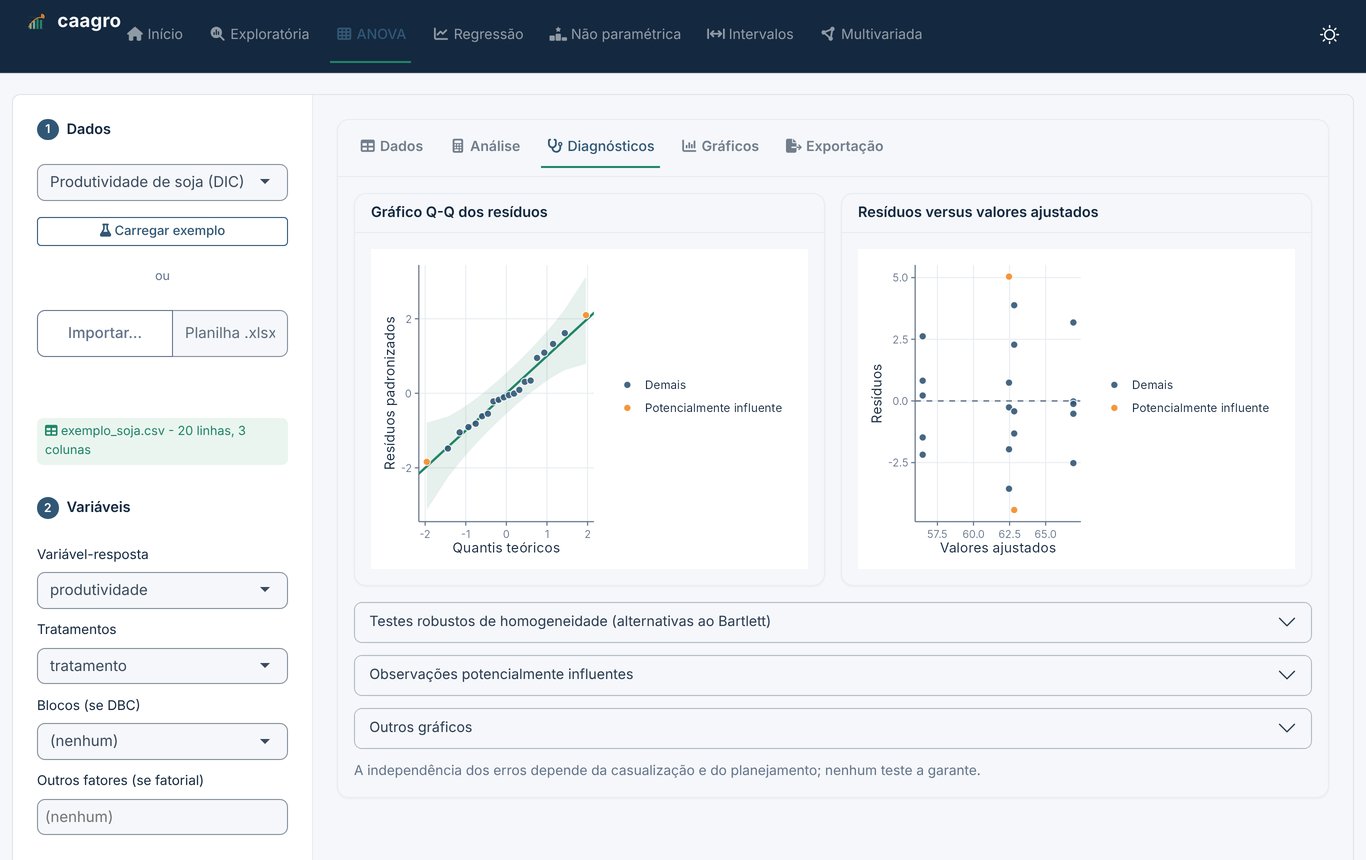 caagro
Início
Exploratória
ANOVA
Regressão
Não paramétrica
Intervalos
Multivariada
1 Dados
Produtividade de soja (DIC)
Carregar exemplo
ou
Importar...
Planilha .xlsx
exemplo_soja.csv - 20 linhas, 3
colunas
2 Variáveis
Variável-resposta
produtividade
Tratamentos
tratamento
Blocos (se DBC)
(nenhum)
Outros fatores (se fatorial)
(nenhum)
Dados
Análise
Diagnósticos
Gráficos
Exportação
Gráfico Q-Q dos resíduos
Resíduos padronizados
2
0
-2
-2 -1 0 1 2
Quantis teóricos
Demais
Potencialmente influente
Resíduos versus valores ajustados
Resíduos
5.0
2.5
0.0
-2.5
57.5 60.0 62.5 65.0
Valores ajustados
Demais
Potencialmente influente
Testes robustos de homogeneidade (alternativas ao Bartlett)
Observações potencialmente influentes
Outros gráficos
A independência dos erros depende da casualização e do planejamento; nenhum teste a garante.